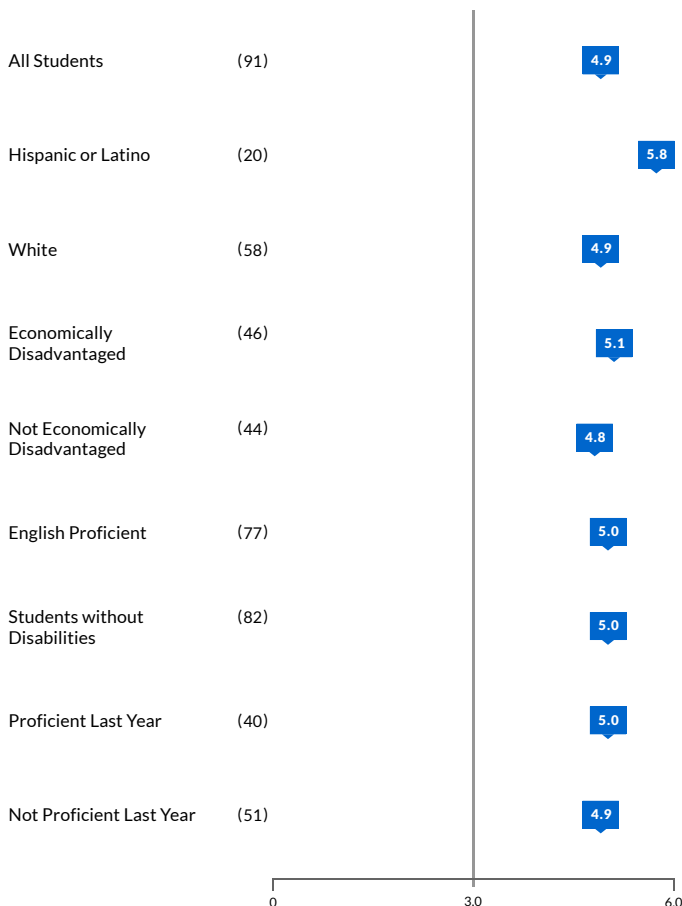 All Students (91) 4.9
Hispanic or Latino (20) 5.8
White (58) 4.9
Economically (46)
Disadvantaged
5.1
Not Economically (44)
Disadvantaged
4.8
English Proficient (77) 5.0
Students without (82)
Disabilities
5.0
Proficient Last Year (40) 5.0
Not Proficient Last Year (51) 4.9
0 3.0 6.0